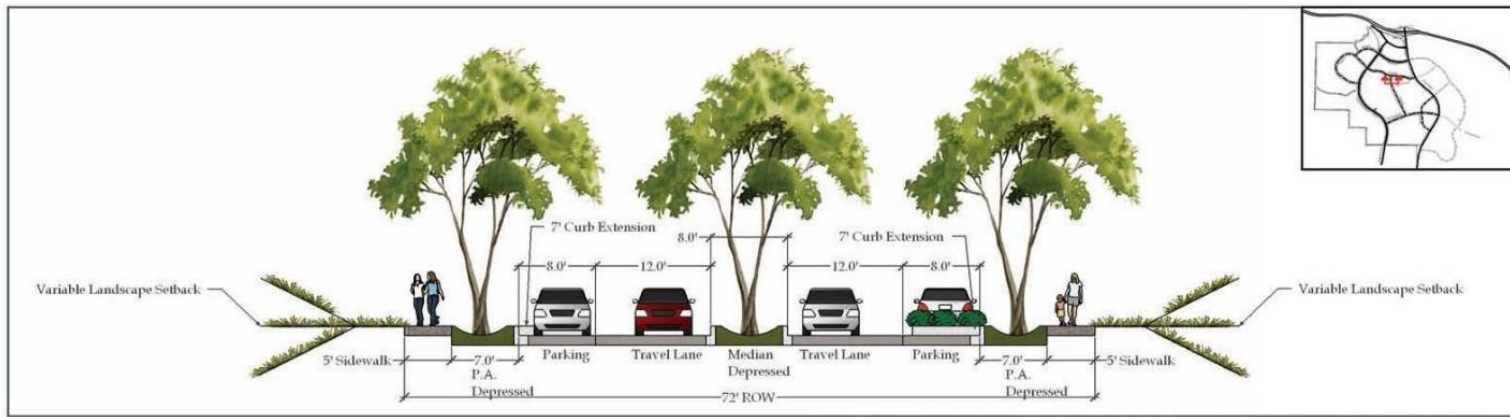 7' Curb Extension
8.0'
7' Curb Extension
8.0'
12.0'
12.0'
8.0'
Variable Landscape Setback
Variable Landscape Setback
Parking
Travel Lane
Median
Depressed
Travel Lane
Parking
5' Sidewalk
7.0'
P.A.
Depressed
7.0'
P.A.
Depressed
5' Sidewalk
72' ROW